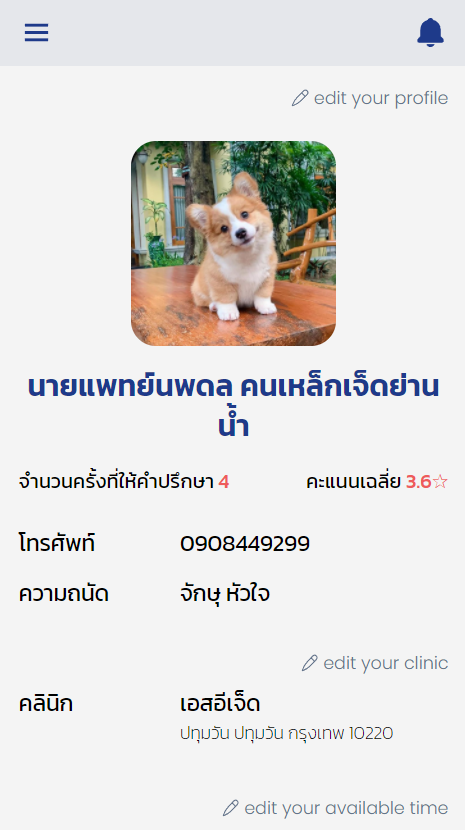 edit your profile
นายแพทย์นพดล คนเหล็กเจ็ดย่าน
น้ำ
จำนวนครั้งที่ให้คำปรึกษา 4 คะแนนเฉลี่ย 3.6☆
โทรศัพท์ 0908449299
ความถนัด จักษุ หัวใจ
edit your clinic
คลินิก เอสอีเจ็ด
ปทุมวัน ปทุมวัน กรุงเทพ 10220
edit your available time